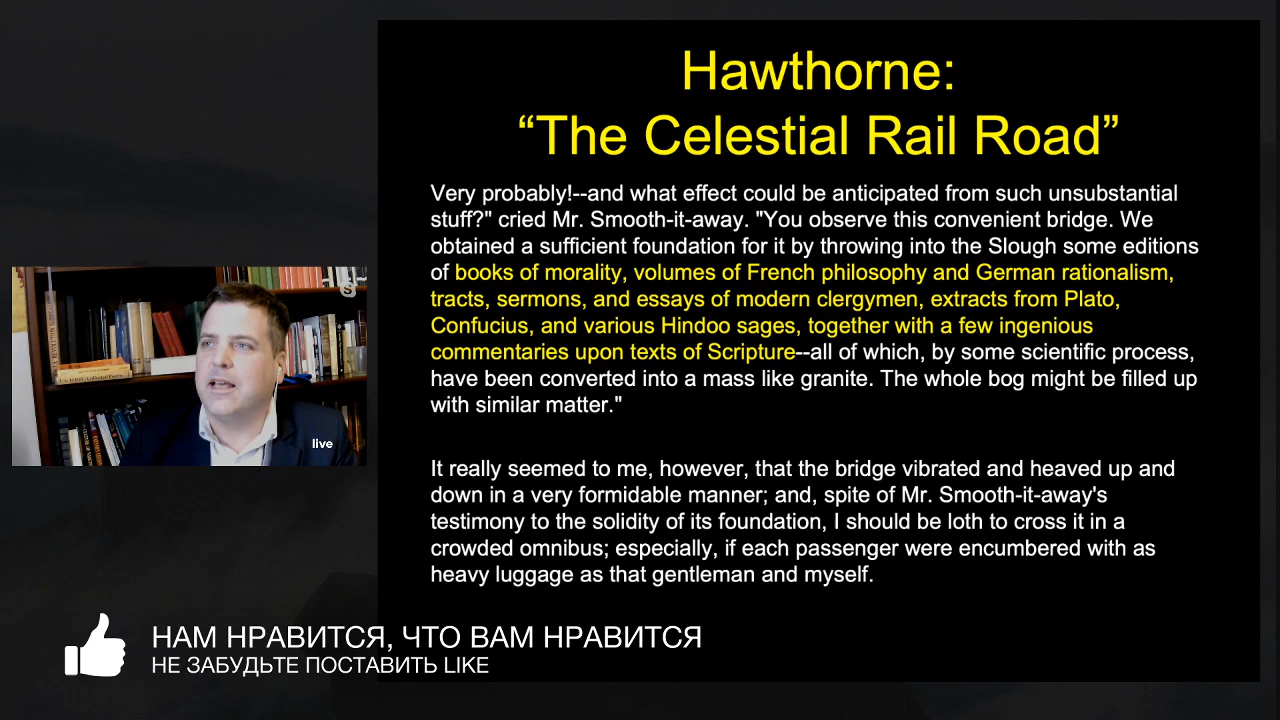 Hawthorne:
“The Celestial Rail Road”
Very probably!--and what effect could be anticipated from such unsubstantial
stuff?" cried Mr. Smooth-it-away. "You observe this convenient bridge. We
obtained a sufficient foundation for it by throwing into the Slough some editions
of books of morality, volumes of French philosophy and German rationalism,
tracts, sermons, and essays of modern clergymen, extracts from Plato,
Confucius, and various Hindoo sages, together with a few ingenious
commentaries upon texts of Scripture--all of which, by some scientific process,
have been converted into a mass like granite. The whole bog might be filled up
with similar matter."
It really seemed to me, however, that the bridge vibrated and heaved up and
down in a very formidable manner; and, spite of Mr. Smooth-it-away's
testimony to the solidity of its foundation, I should be loth to cross it in a
crowded omnibus; especially, if each passenger were encumbered with as
heavy luggage as that gentleman and myself.
live
НАМ НРАВИТСЯ, ЧТО ВАМ НРАВИТСЯ
НЕ ЗАБУДЬТЕ ПОСТАВИТЬ LIKE